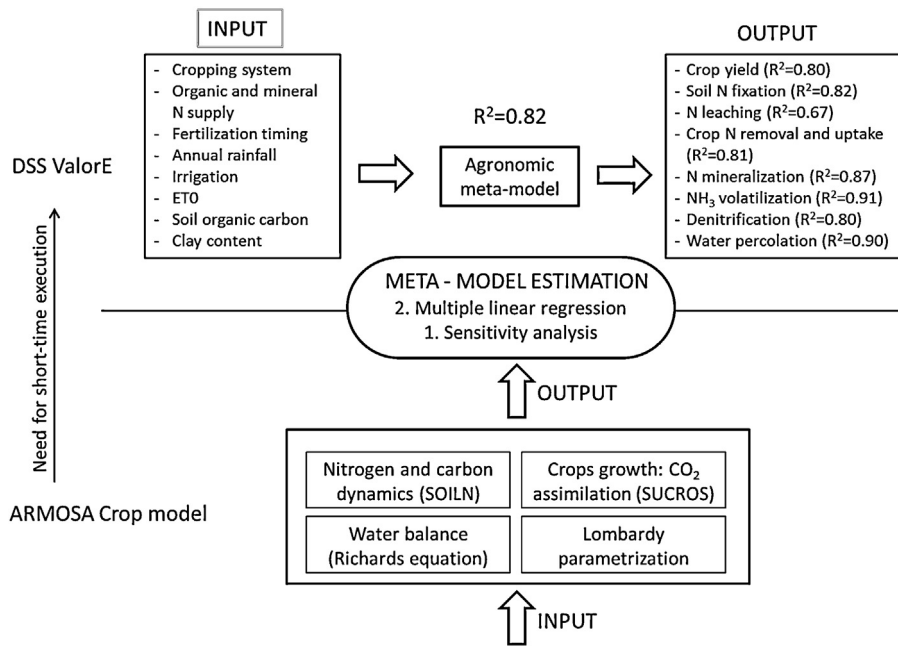 INPUT
- Cropping system
- Organic and mineral
N supply
- Fertilization timing
- Annual rainfall
- Irrigation
- ET0
- Soil organic carbon
- Clay content
R²=0.82
Agronomic
meta-model
OUTPUT
- Crop yield (R²=0.80)
- Soil N fixation (R²=0.82)
- N leaching (R²=0.67)
- Crop N removal and uptake
(R²=0.81)
- N mineralization (R²=0.87)
- NH₃ volatilization (R²=0.91)
- Denitrification (R²=0.80)
- Water percolation (R²=0.90)
DSS ValorE
Need for short-time execution
ARMOSA Crop model
META - MODEL ESTIMATION
2. Multiple linear regression
1. Sensitivity analysis
OUTPUT
Nitrogen and carbon
dynamics (SOILN)
Crops growth: CO₂
assimilation (SUCROS)
Water balance
(Richards equation)
Lombardy
parametrization
INPUT